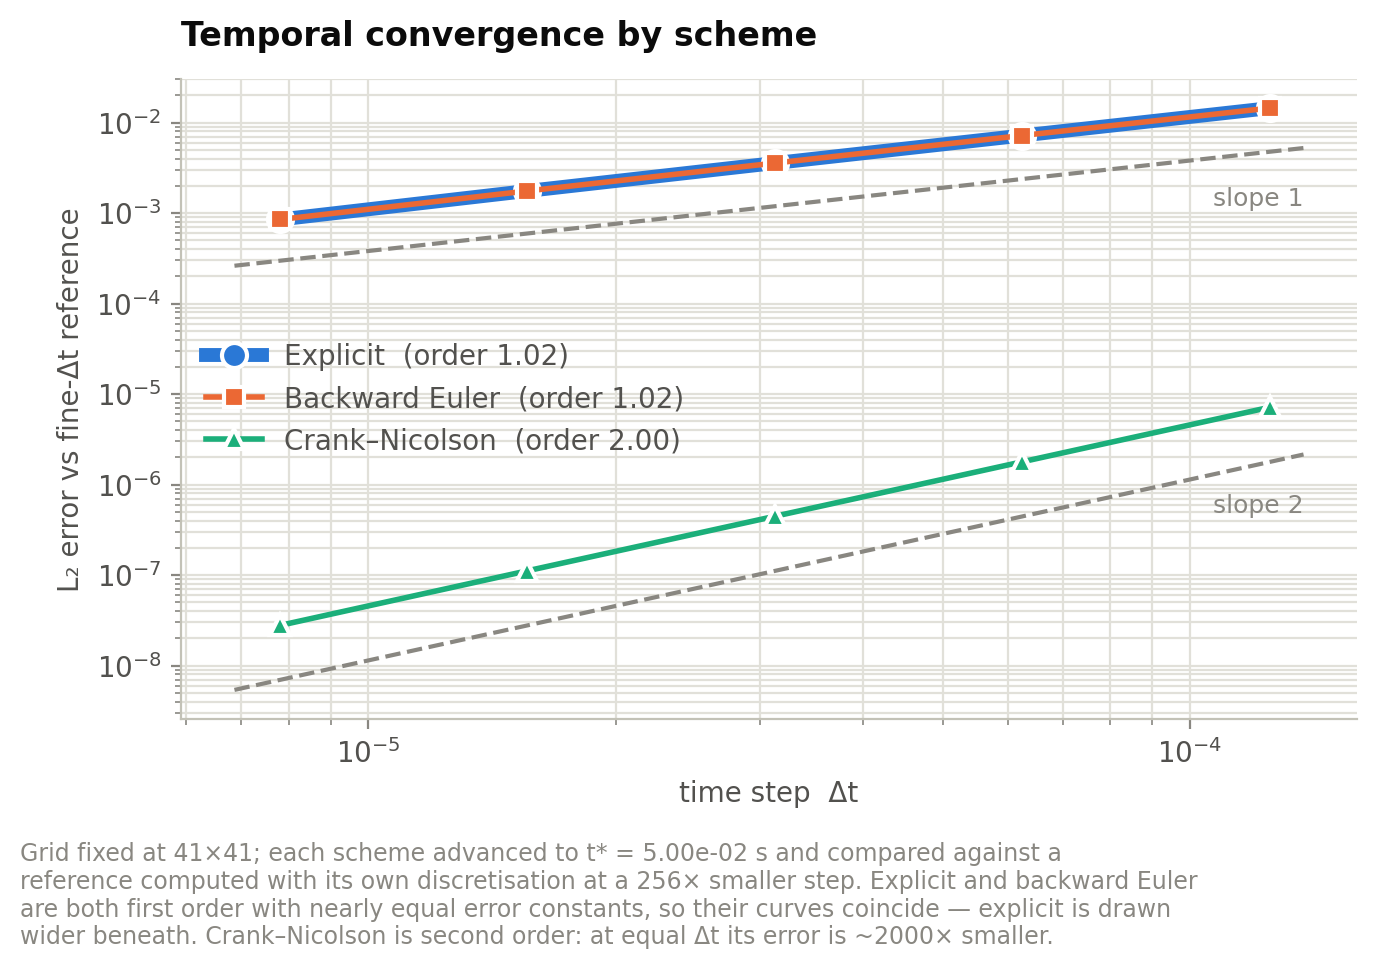 Temporal convergence by scheme
10⁻²
10⁻³
10⁻⁴
10⁻⁵
10⁻⁶
10⁻⁷
10⁻⁸
L₂ error vs fine-Δt reference
slope 1
Explicit (order 1.02)
Backward Euler (order 1.02)
Crank–Nicolson (order 2.00)
slope 2
10⁻⁵
10⁻⁴
time step Δt
Grid fixed at 41×41; each scheme advanced to t* = 5.00e-02 s and compared against a
reference computed with its own discretisation at a 256× smaller step. Explicit and backward Euler
are both first order with nearly equal error constants, so their curves coincide — explicit is drawn
wider beneath. Crank–Nicolson is second order: at equal Δt its error is ~2000× smaller.